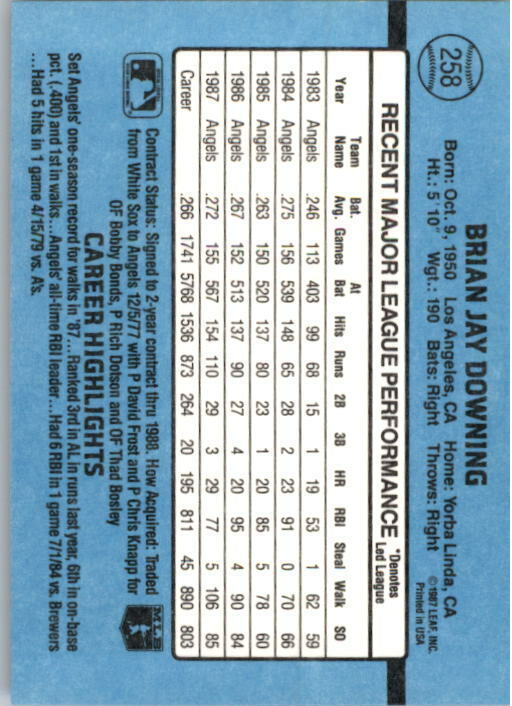 258
BRIAN JAY DOWNING
Born: Oct. 9, 1950 Los Angeles, CA Home: Yorba Linda, CA
Ht.: 5'10" Wgt.: 190 Bats: Right Throws: Right
©1987 LEAF, INC.
Printed in USA
RECENT MAJOR LEAGUE PERFORMANCE *Denotes Led League
Year Team Name Bat. Avg. Games At Bat Hits Runs 2B 3B HR RBI Steal Walk SO
1983 Angels .246 113 403 99 68 15 1 19 53 1 62 59
1984 Angels .275 156 539 148 65 28 2 23 91 0 70 66
1985 Angels .263 150 520 137 80 23 1 20 85 5 78 60
1986 Angels .267 152 513 137 90 27 4 20 95 4 90 84
1987 Angels .272 155 567 154 110 29 3 29 77 5 106 85
Career .266 1741 5768 1536 873 264 20 195 811 45 890 803
Contract Status: Signed to 2-year contract thru 1988. How Acquired: Traded
from White Sox to Angels 12/5/77 with P David Frost and P Chris Knapp for
OF Bobby Bonds, P Rich Dotson and OF Thad Bosley
MLB
CAREER HIGHLIGHTS
Set Angels' one-season record for walks in '87...Ranked 3rd in AL in runs last year, 6th in on-base
pct. (.400) and 1st in walks...Angels' all-time RBI leader...Had 6 RBI in 1 game 7/1/84 vs. Brewers
...Had 5 hits in 1 game 4/15/79 vs. A's.